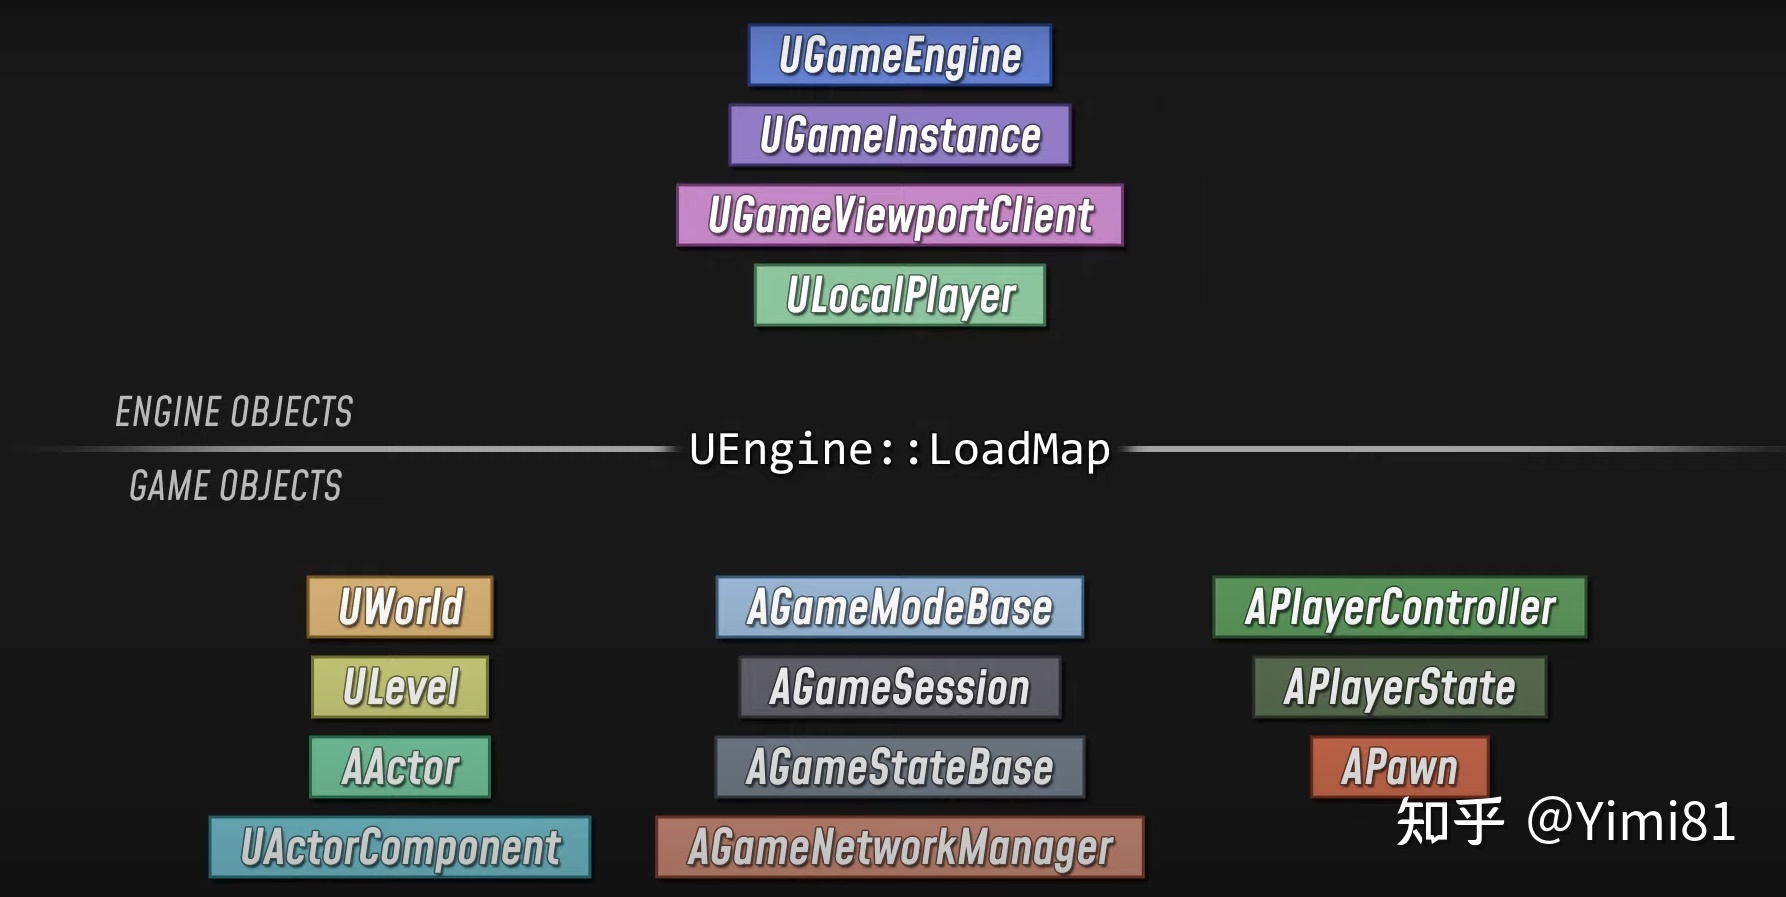 UGameEngine
UGameInstance
UGameViewportClient
ULocalPlayer
ENGINE OBJECTS
UEngine::LoadMap
GAME OBJECTS
UWorld
ULevel
AActor
UActorComponent
AGameModeBase
AGameSession
AGameStateBase
AGameNetworkManager
APlayerController
APlayerState
APawn
知乎 @Yimi81